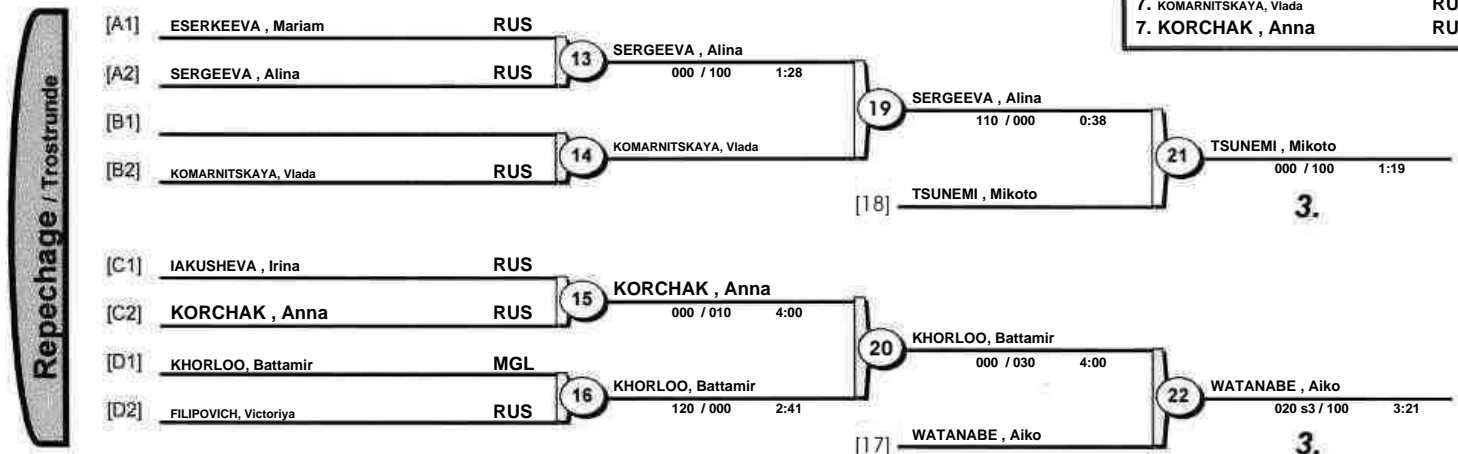 7. KOMARNITSKAYA, Vlada RU
7. KORCHAK , Anna RU
Repechage / Trostrunde
[A1] ESERKEEVA , Mariam RUS
[A2] SERGEEVA , Alina RUS
13 SERGEEVA , Alina
000 / 100 1:28
[B1]
[B2] KOMARNITSKAYA, Vlada RUS
14 KOMARNITSKAYA, Vlada
19 SERGEEVA , Alina
110 / 000 0:38
[18] TSUNEMI , Mikoto
21 TSUNEMI , Mikoto
000 / 100 1:19
3.
[C1] IAKUSHEVA , Irina RUS
[C2] KORCHAK , Anna RUS
15 KORCHAK , Anna
000 / 010 4:00
[D1] KHORLOO, Battamir MGL
[D2] FILIPOVICH, Victoriya RUS
16 KHORLOO, Battamir
120 / 000 2:41
20 KHORLOO, Battamir
000 / 030 4:00
[17] WATANABE , Aiko
22 WATANABE , Aiko
020 s3 / 100 3:21
3.